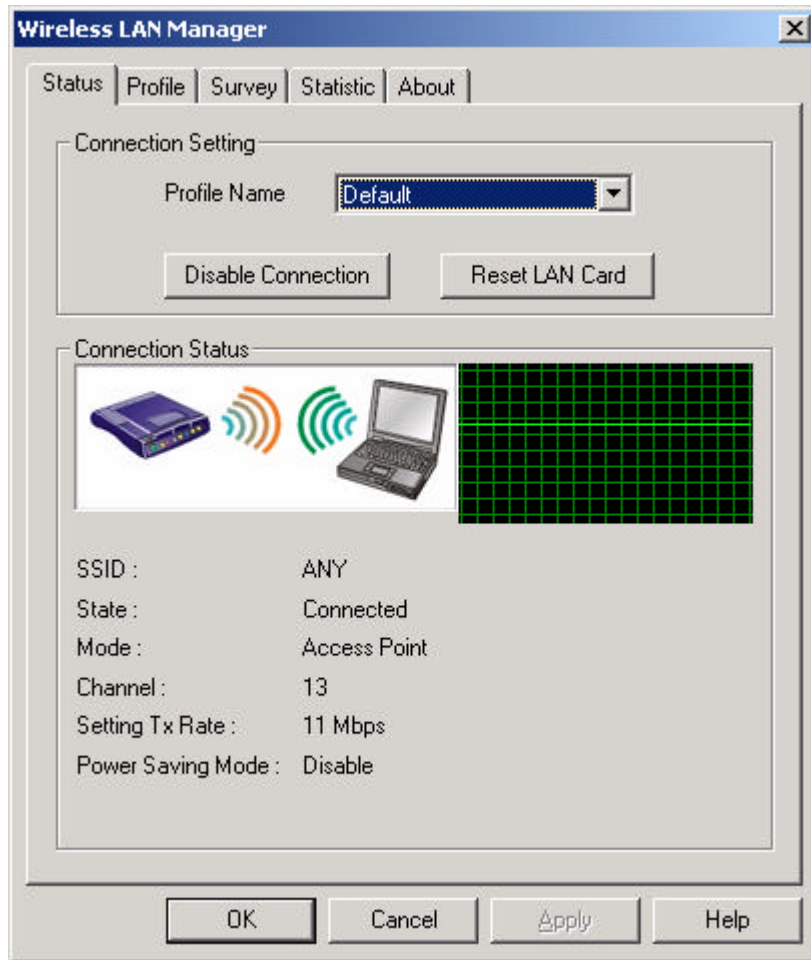 Wireless LAN Manager
Status Profile Survey Statistic About
Connection Setting
Profile Name Default
Disable Connection Reset LAN Card
Connection Status
SSID : ANY
State : Connected
Mode : Access Point
Channel : 13
Setting Tx Rate : 11 Mbps
Power Saving Mode : Disable
OK Cancel Apply Help